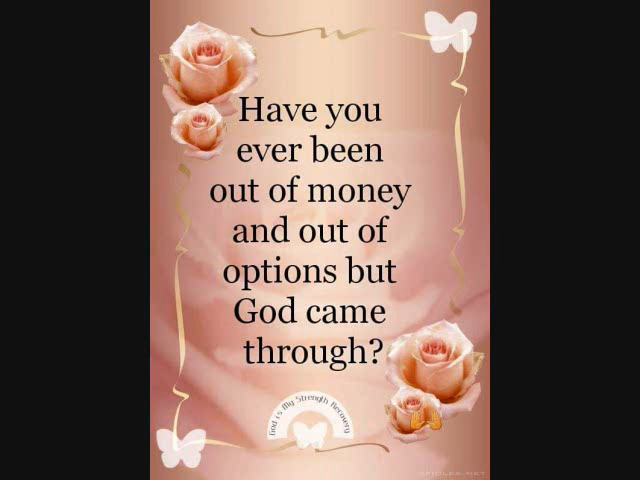 Have you
ever been
out of money
and out of
options but
God came
through?
God is My Strength Recovery